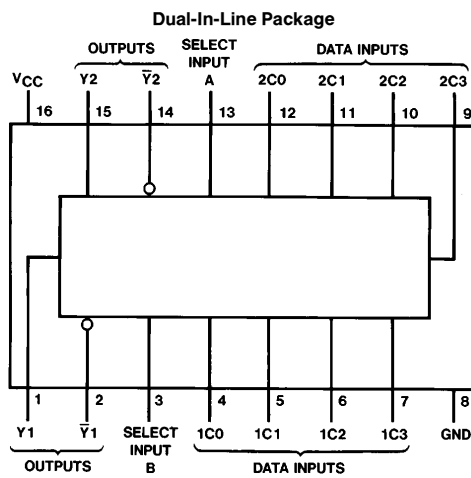 Dual-In-Line Package
OUTPUTS SELECT INPUT A DATA INPUTS
VCC Y2 Y̅2 2C0 2C1 2C2 2C3
16 15 14 13 12 11 10 9
1 2 3 4 5 6 7 8
Y1 Y̅1 SELECT INPUT B 1C0 1C1 1C2 1C3 GND
OUTPUTS DATA INPUTS